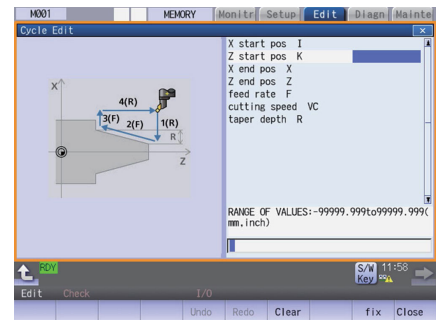 M001 MEMORY Monitr Setup Edit Diagn Mainte
Cycle Edit
X start pos I
Z start pos K
X end pos X
Z end pos Z
feed rate F
cutting speed VC
taper depth R
X
4(R)
3(F)
2(F)
1(R)
R
Z
RANGE OF VALUES:-99999.999to99999.999(
mm,inch)
RDY
S/W Key 11:58
Edit Check I/O
Undo Redo Clear fix Close